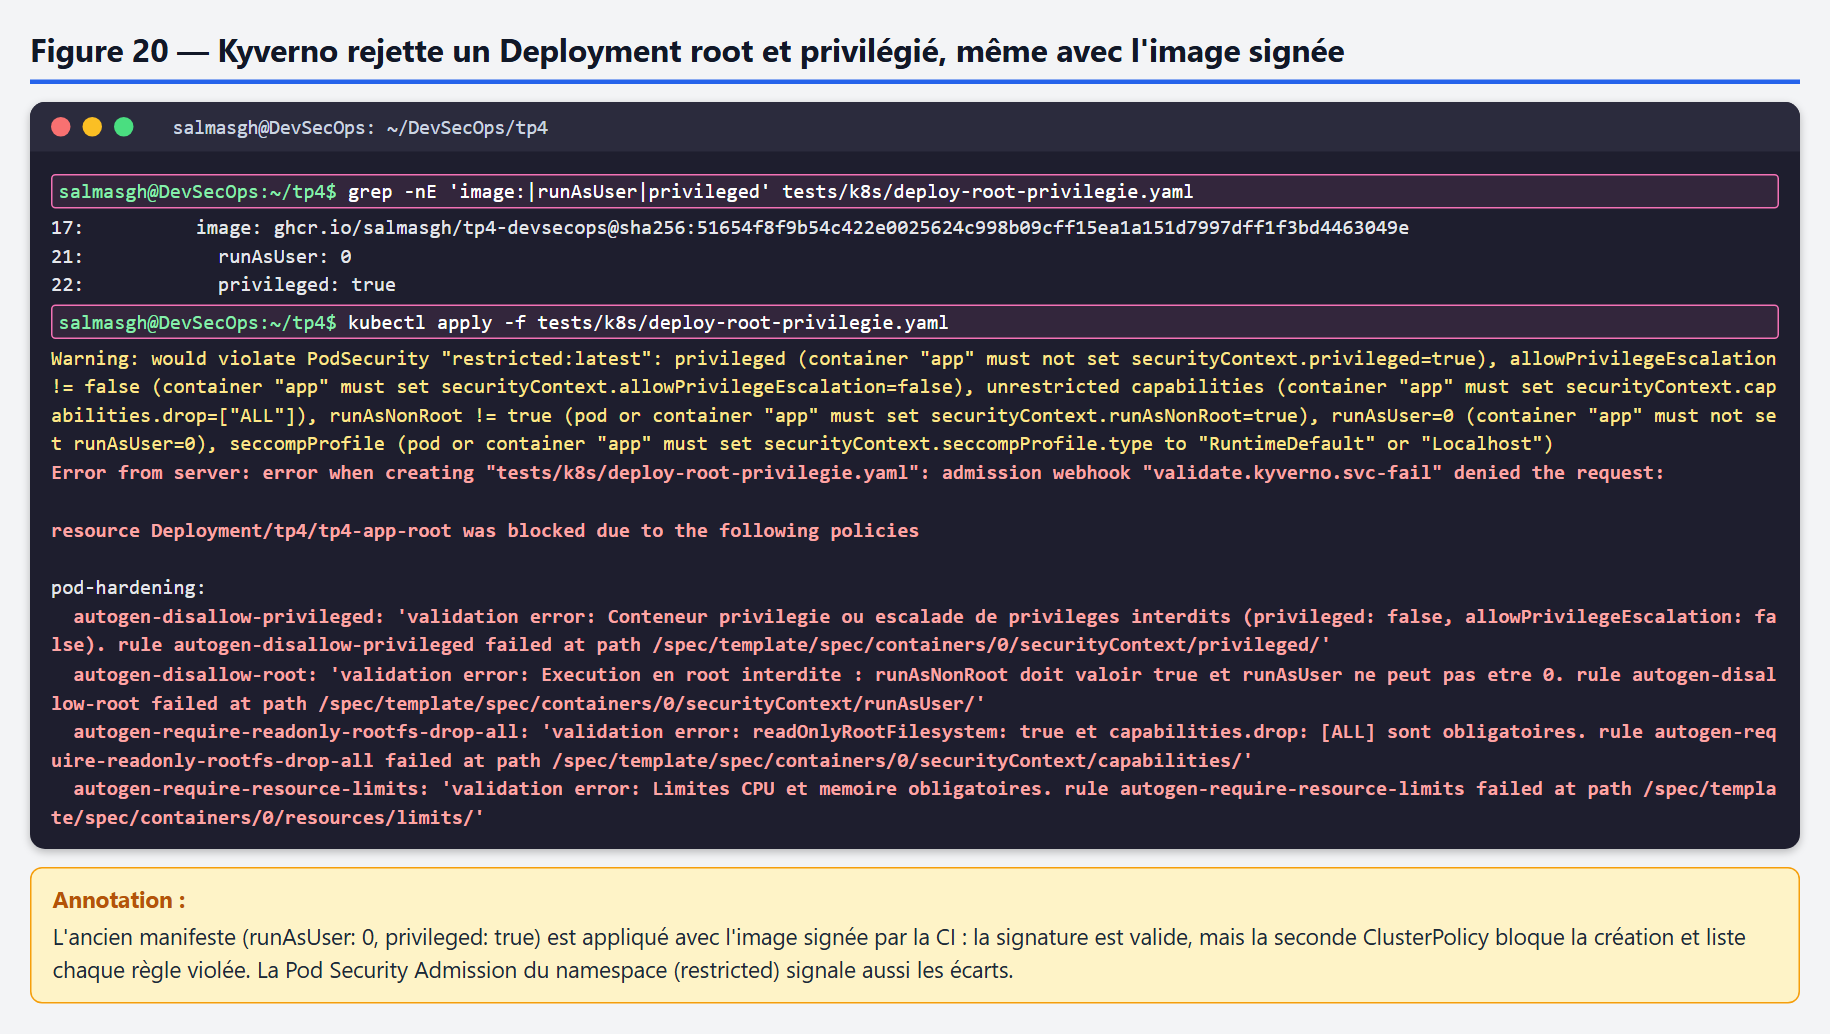 Figure 20 — Kyverno rejette un Deployment root et privilégié, même avec l'image signée
salmasgh@DevSecOps: ~/DevSecOps/tp4
salmasgh@DevSecOps:~/tp4$ grep -nE 'image:|runAsUser|privileged' tests/k8s/deploy-root-privilegie.yaml
17:          image: ghcr.io/salmasgh/tp4-devsecops@sha256:51654f8f9b54c422e0025624c998b09cff15ea1a151d7997dff1f3bd4463049e
21:            runAsUser: 0
22:            privileged: true
salmasgh@DevSecOps:~/tp4$ kubectl apply -f tests/k8s/deploy-root-privilegie.yaml
Warning: would violate PodSecurity "restricted:latest": privileged (container "app" must not set securityContext.privileged=true), allowPrivilegeEscalation
!= false (container "app" must set securityContext.allowPrivilegeEscalation=false), unrestricted capabilities (container "app" must set securityContext.cap
abilities.drop=["ALL"]), runAsNonRoot != true (pod or container "app" must set securityContext.runAsNonRoot=true), runAsUser=0 (container "app" must not se
t runAsUser=0), seccompProfile (pod or container "app" must set securityContext.seccompProfile.type to "RuntimeDefault" or "Localhost")
Error from server: error when creating "tests/k8s/deploy-root-privilegie.yaml": admission webhook "validate.kyverno.svc-fail" denied the request:
resource Deployment/tp4/tp4-app-root was blocked due to the following policies
pod-hardening:
  autogen-disallow-privileged: 'validation error: Conteneur privilegie ou escalade de privileges interdits (privileged: false, allowPrivilegeEscalation: fa
lse). rule autogen-disallow-privileged failed at path /spec/template/spec/containers/0/securityContext/privileged/'
  autogen-disallow-root: 'validation error: Execution en root interdite : runAsNonRoot doit valoir true et runAsUser ne peut pas etre 0. rule autogen-disal
low-root failed at path /spec/template/spec/containers/0/securityContext/runAsUser/'
  autogen-require-readonly-rootfs-drop-all: 'validation error: readOnlyRootFilesystem: true et capabilities.drop: [ALL] sont obligatoires. rule autogen-req
uire-readonly-rootfs-drop-all failed at path /spec/template/spec/containers/0/securityContext/capabilities/'
  autogen-require-resource-limits: 'validation error: Limites CPU et memoire obligatoires. rule autogen-require-resource-limits failed at path /spec/templa
te/spec/containers/0/resources/limits/'
Annotation :
L'ancien manifeste (runAsUser: 0, privileged: true) est appliqué avec l'image signée par la CI : la signature est valide, mais la seconde ClusterPolicy bloque la création et liste
chaque règle violée. La Pod Security Admission du namespace (restricted) signale aussi les écarts.